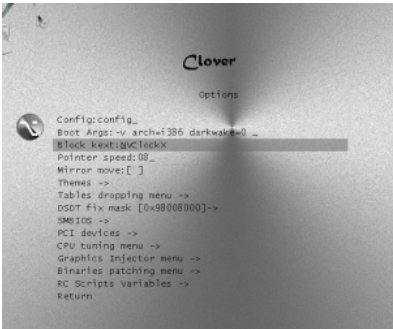 Clover
Options
Config:config_
Boot Args:-v arch=i386 darkwake=0 _
Block kext:NVClockX
Pointer speed:08_
Mirror move:[ ]
Themes ->
Tables dropping menu ->
DSDT fix mask [0x98008000]->
SMBIOS ->
PCI devices ->
CPU tuning menu ->
Graphics Injector menu ->
Binaries patching menu ->
RC Scripts Variables ->
Return